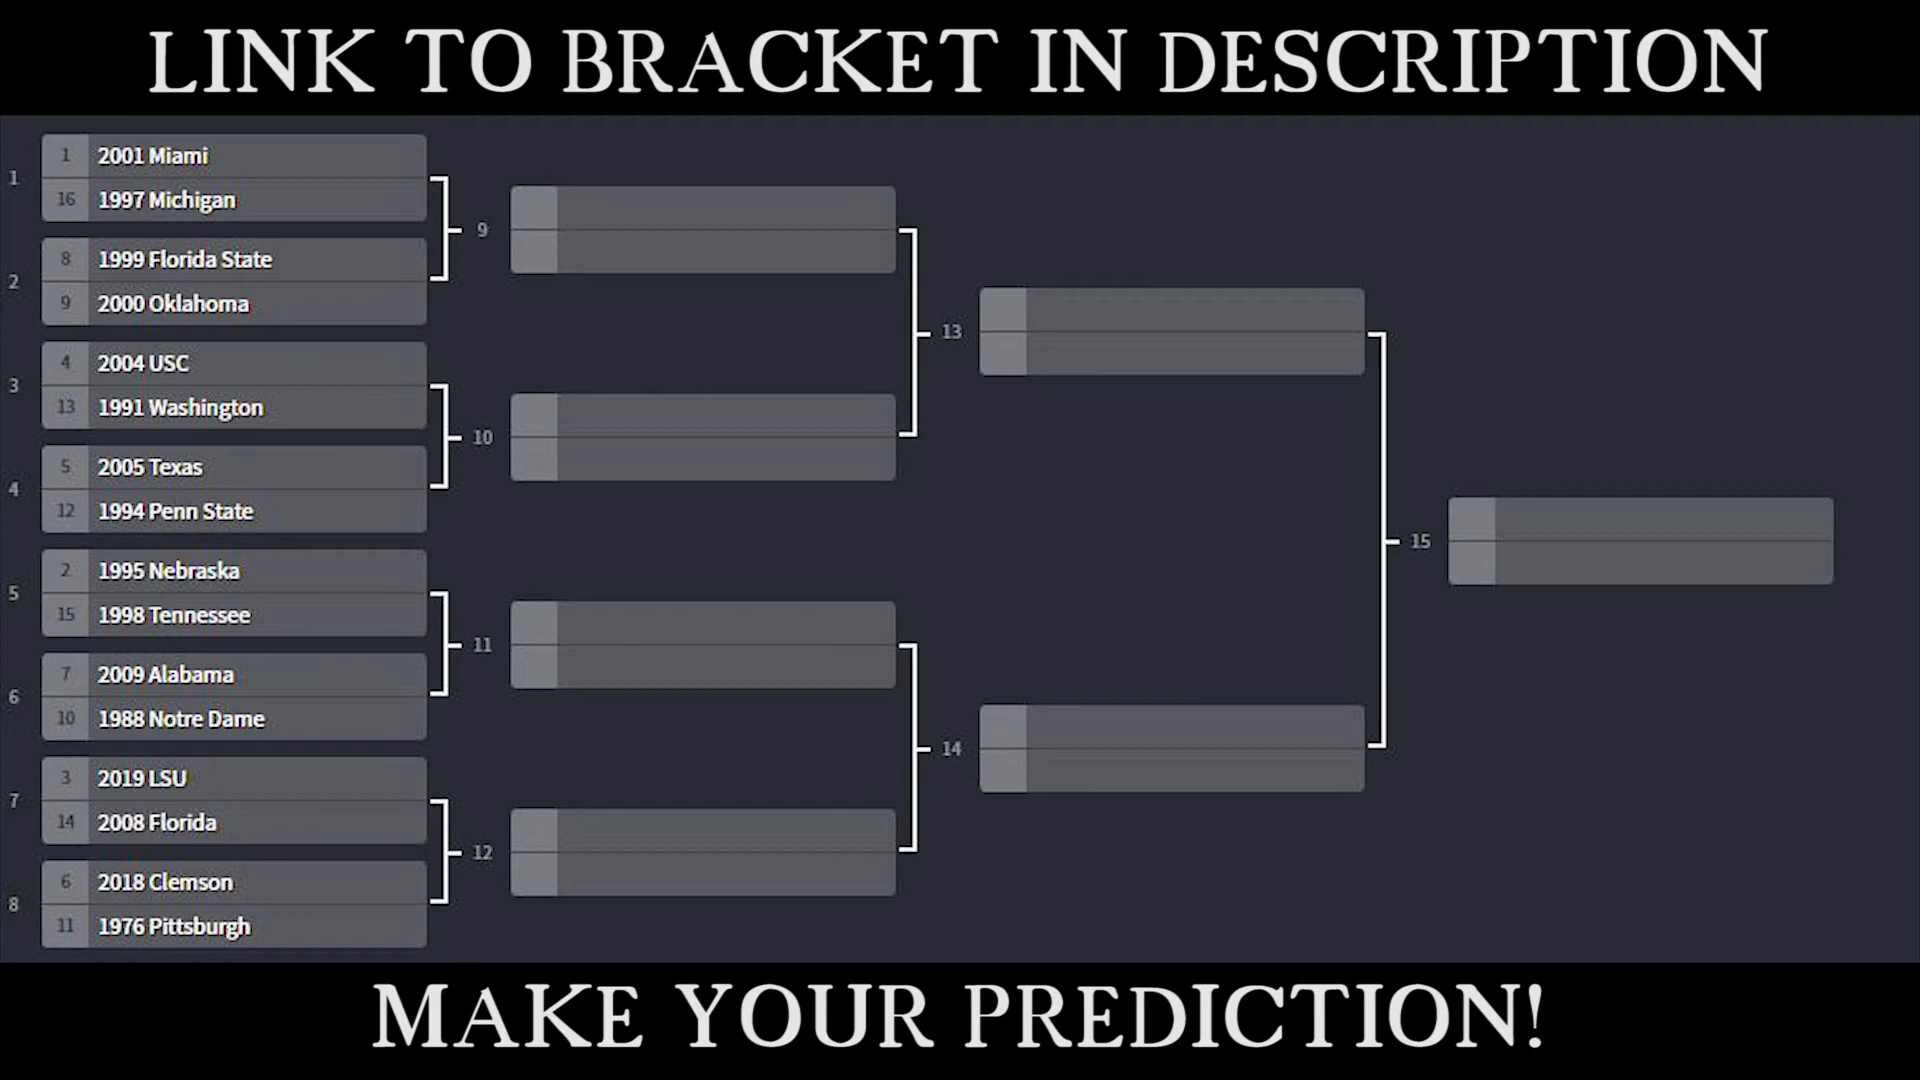 LINK TO BRACKET IN DESCRIPTION
1
1 2001 Miami
16 1997 Michigan
2
8 1999 Florida State
9 2000 Oklahoma
3
4 2004 USC
13 1991 Washington
4
5 2005 Texas
12 1994 Penn State
5
2 1995 Nebraska
15 1998 Tennessee
6
7 2009 Alabama
10 1988 Notre Dame
7
3 2019 LSU
14 2008 Florida
8
6 2018 Clemson
11 1976 Pittsburgh
9
10
11
12
13
14
15
MAKE YOUR PREDICTION!